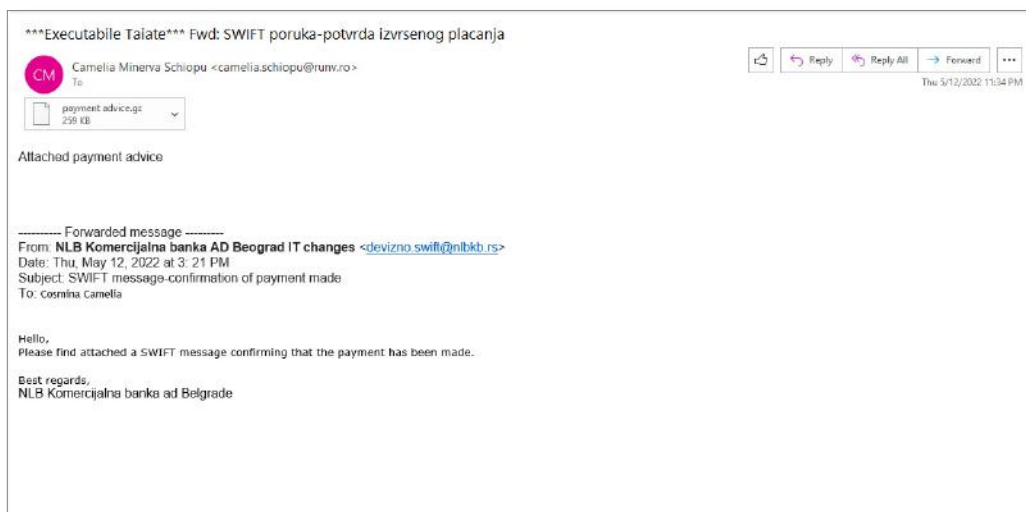 ***Executabile Taiate*** Fwd: SWIFT poruka-potvrda izvrsenog placanja
CM
Camelia Minerva Schiopu <camelia.schiopu@runv.ro>
To
Reply
Reply All
Forward
Thu 5/12/2022 11:34 PM
payment advice.gz
259 KB
Attached payment advice
---------- Forwarded message ---------
From: NLB Komercijalna banka AD Beograd IT changes <devizno.swift@nlbkb.rs>
Date: Thu, May 12, 2022 at 3: 21 PM
Subject: SWIFT message-confirmation of payment made
To: Cosmina Camelia
Hello,
Please find attached a SWIFT message confirming that the payment has been made.
Best regards,
NLB Komercijalna banka ad Belgrade